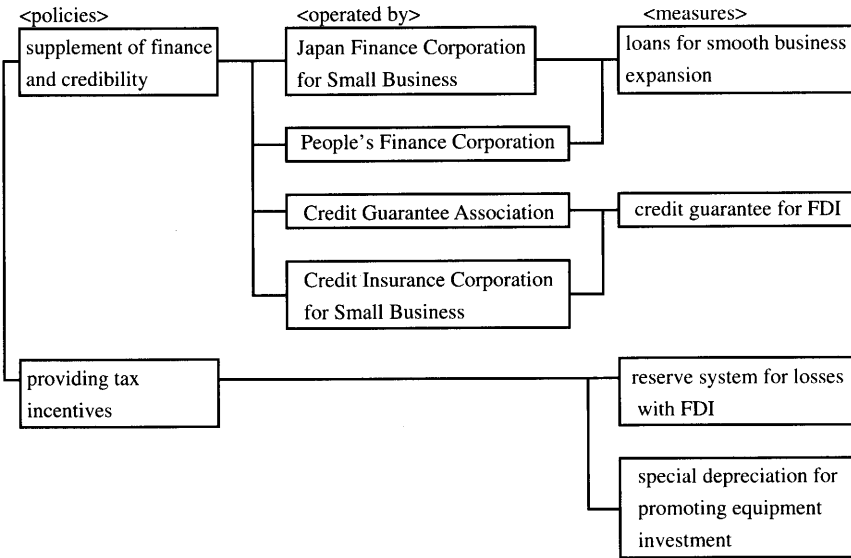 <policies>
<operated by>
<measures>
supplement of finance
and credibility
Japan Finance Corporation
for Small Business
loans for smooth business
expansion
People's Finance Corporation
Credit Guarantee Association
credit guarantee for FDI
Credit Insurance Corporation
for Small Business
providing tax
incentives
reserve system for losses
with FDI
special depreciation for
promoting equipment
investment